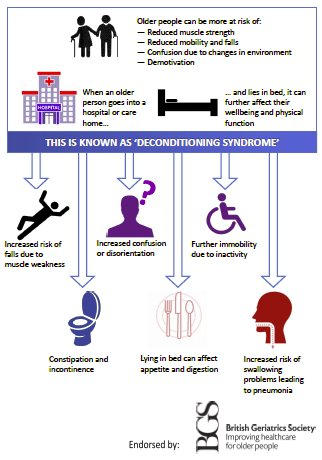 Older people can be more at risk of:
— Reduced muscle strength
— Reduced mobility and falls
— Confusion due to changes in environment
— Demotivation
HOSPITAL
When an older
person goes into a
hospital or care
home...
... and lies in bed, it can
further affect their
wellbeing and physical
function
THIS IS KNOWN AS ‘DECONDITIONING SYNDROME’
Increased risk of
falls due to
muscle weakness
?
Increased confusion
or disorientation
Further immobility
due to inactivity
Constipation and
incontinence
Lying in bed can affect
appetite and digestion
Increased risk of
swallowing
problems leading
to pneumonia
Endorsed by:
BGS
British Geriatrics Society
Improving healthcare
for older people